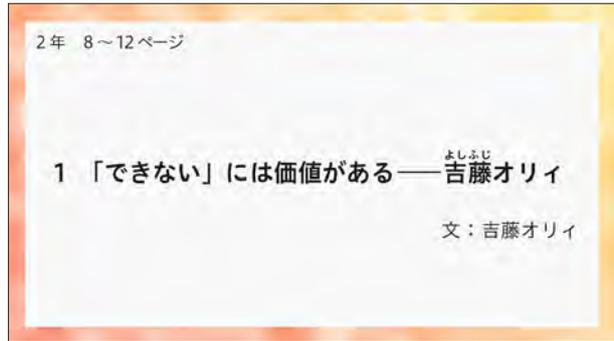 2年 8～12ページ
よしふじ
1 「できない」には価値がある──吉藤オリィ
文：吉藤オリィ